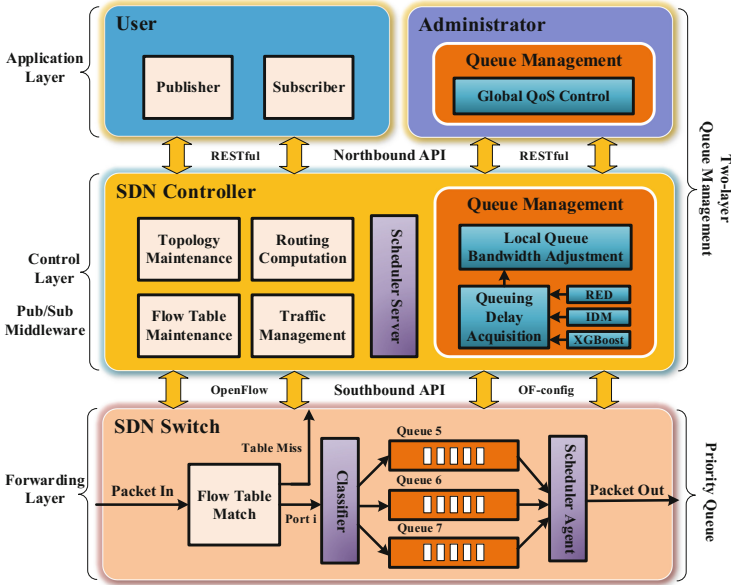 User
Administrator
Application
Layer
Publisher
Subscriber
Queue Management
Global QoS Control
RESTful
Northbound API
RESTful
Two-layer
Queue Management
SDN Controller
Queue Management
Control
Layer
Pub/Sub
Middleware
Topology
Maintenance
Routing
Computation
Scheduler Server
Local Queue
Bandwidth Adjustment
Flow Table
Maintenance
Traffic
Management
Queuing
Delay
Acquisition
RED
IDM
XGBoost
OpenFlow
Southbound API
OF-config
SDN Switch
Forwarding
Layer
Packet In
Flow Table
Match
Table Miss
Port i
Classifier
Queue 5
Queue 6
Queue 7
Scheduler Agent
Packet Out
Priority Queue